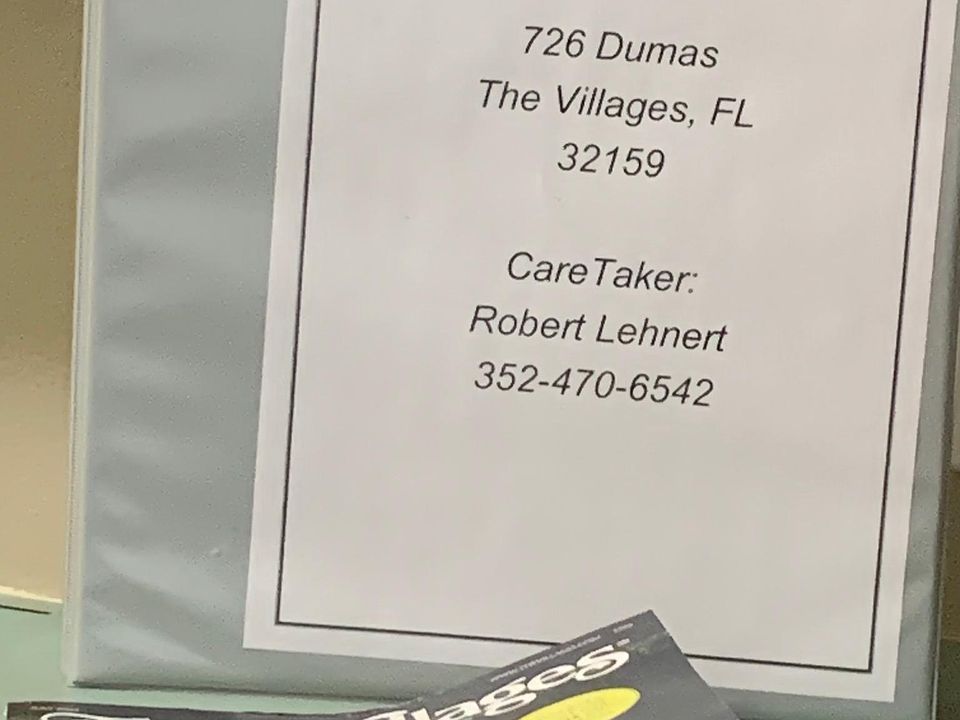 726 Dumas
The Villages, FL
32159
CareTaker:
Robert Lehnert
352-470-6542